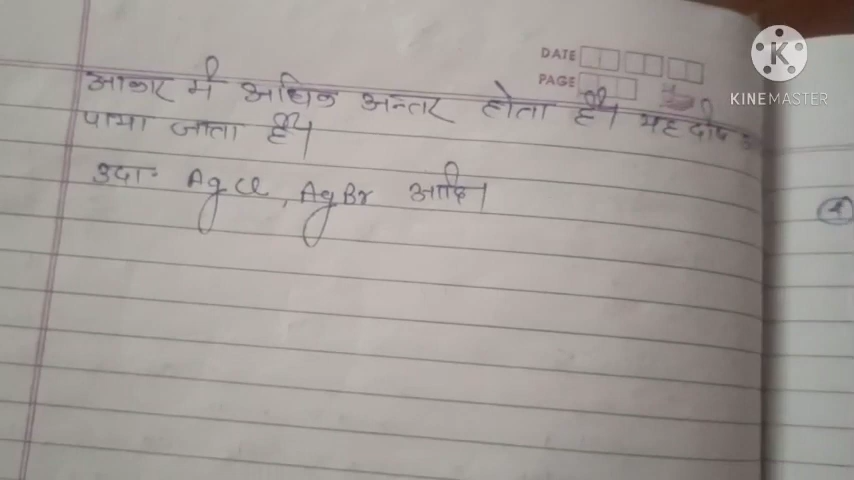 DATE
PAGE
KINEMASTER
आकार में अधिक अन्तर होता है। यह दोष
पाया जाता है।
उदा- AgCl, AgBr आदि।